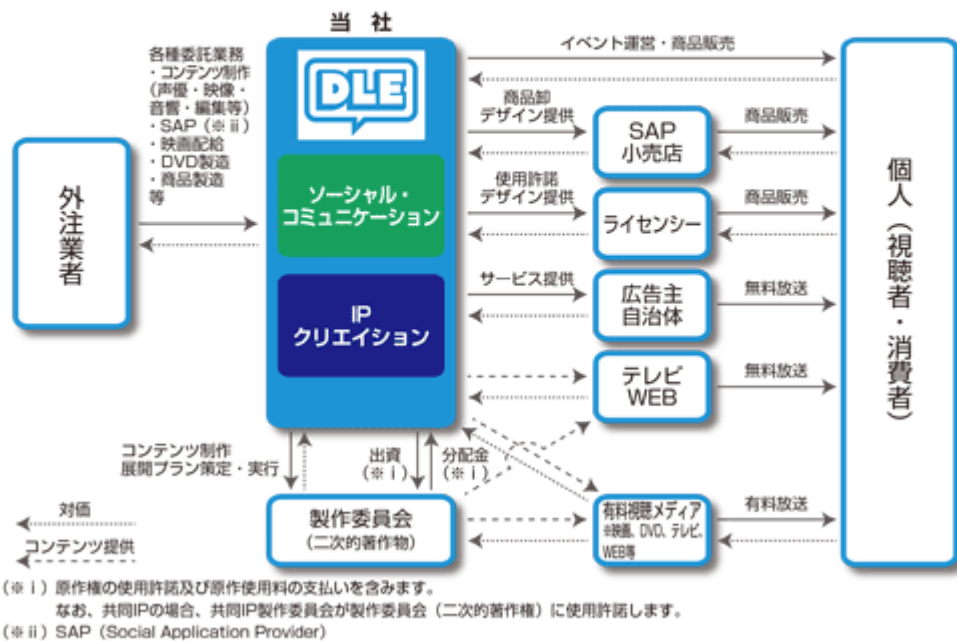 当 社
各種委託業務
・コンテンツ制作
（声優・映像・
音響・編集等）
・SAP（※ⅱ）
・映画配給
・DVD製造
・商品製造
等
外注業者
DLE
ソーシャル・
コミュニケーション
IP
クリエイション
イベント運営・商品販売
商品卸
デザイン提供
SAP
小売店
商品販売
使用許諾
デザイン提供
ライセンシー
商品販売
サービス提供
広告主
自治体
無料放送
テレビ
WEB
無料放送
個人（視聴者・消費者）
コンテンツ制作
展開プラン策定・実行
出資
（※ⅰ）
分配金
（※ⅰ）
製作委員会
（二次的著作物）
有料視聴メディア
※映画、DVD、テレビ、
WEB等
有料放送
対価
コンテンツ提供
（※ⅰ）原作権の使用許諾及び原作使用料の支払いを含みます。
なお、共同IPの場合、共同IP製作委員会が製作委員会（二次的著作権）に使用許諾します。
（※ⅱ）SAP（Social Application Provider）